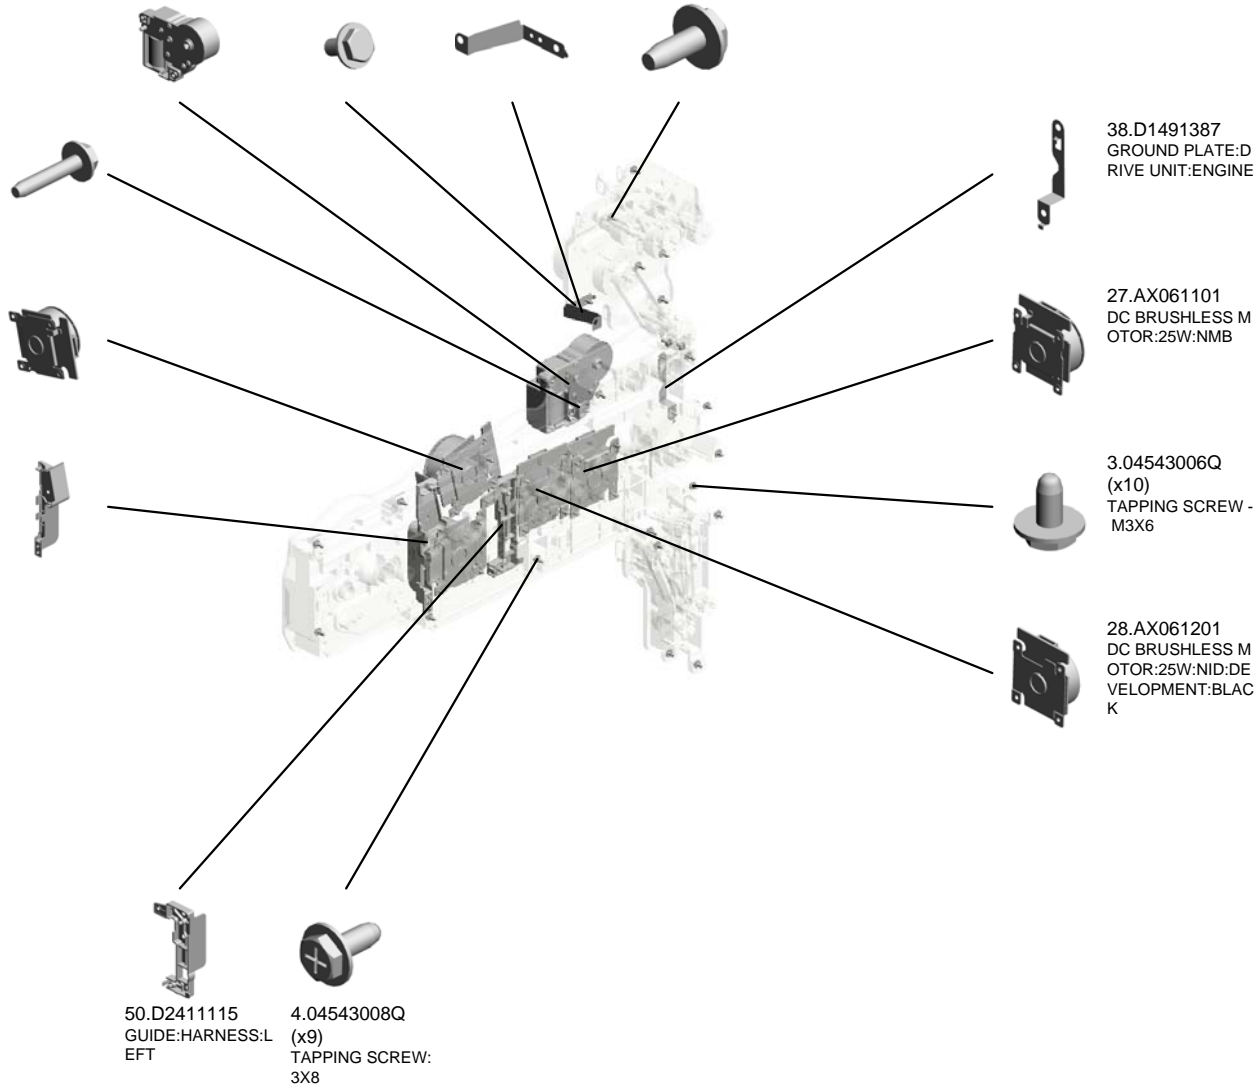 38.D1491387
GROUND PLATE:D
RIVE UNIT:ENGINE
27.AX061101
DC BRUSHLESS M
OTOR:25W:NMB
3.04543006Q
(x10)
TAPPING SCREW -
M3X6
28.AX061201
DC BRUSHLESS M
OTOR:25W:NID:DE
VELOPMENT:BLAC
K
50.D2411115
GUIDE:HARNESS:L
EFT
4.04543008Q
(x9)
TAPPING SCREW:
3X8